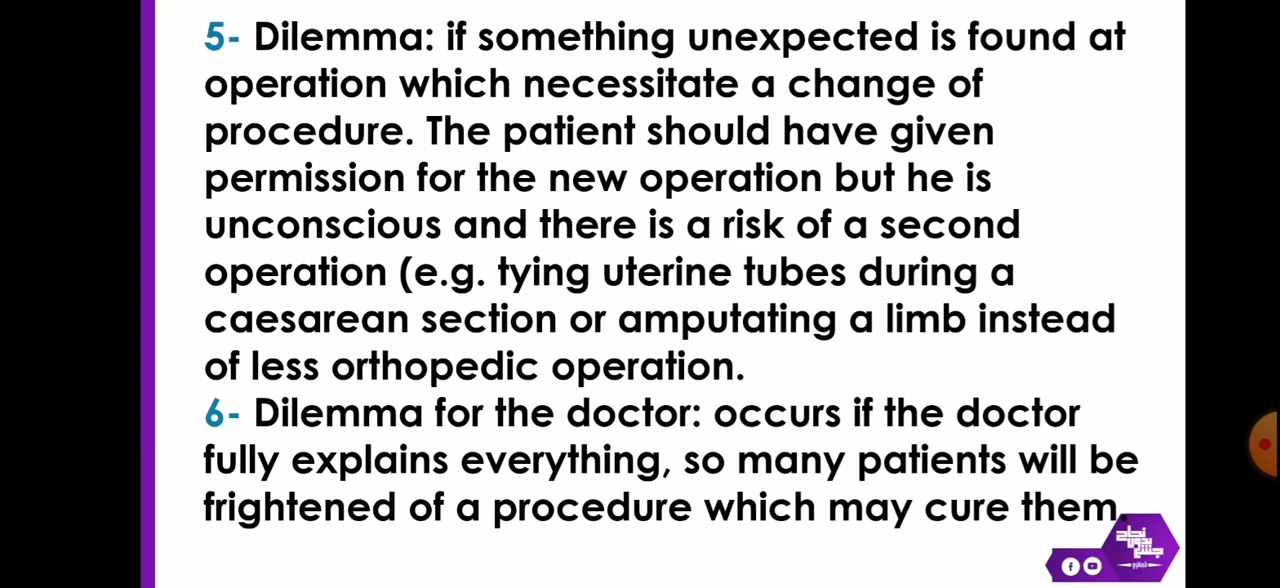 5- Dilemma: if something unexpected is found at
operation which necessitate a change of
procedure. The patient should have given
permission for the new operation but he is
unconscious and there is a risk of a second
operation (e.g. tying uterine tubes during a
caesarean section or amputating a limb instead
of less orthopedic operation.
6- Dilemma for the doctor: occurs if the doctor
fully explains everything, so many patients will be
frightened of a procedure which may cure them.
نجاح
بدون
جشع